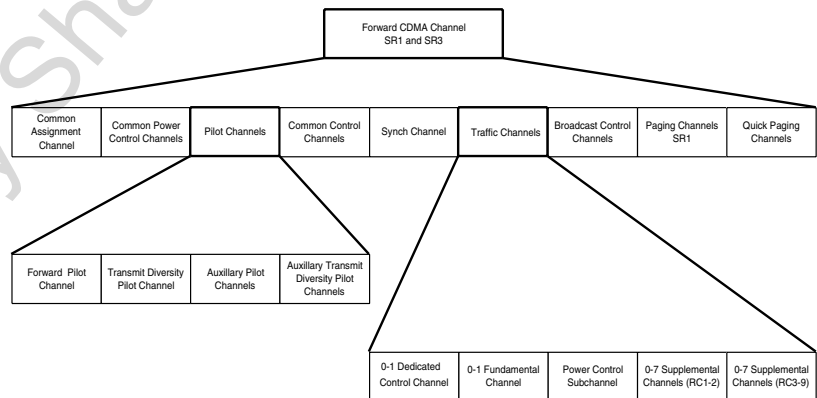 Forward CDMA Channel
SR1 and SR3
Common
Assignment
Channel
Common Power
Control Channels
Pilot Channels
Common Control
Channels
Synch Channel
Traffic Channels
Broadcast Control
Channels
Paging Channels
SR1
Quick Paging
Channels
Forward Pilot
Channel
Transmit Diversity
Pilot Channel
Auxillary Pilot
Channels
Auxillary Transmit
Diversity Pilot
Channels
0-1 Dedicated
Control Channel
0-1 Fundamental
Channel
Power Control
Subchannel
0-7 Supplemental
Channels (RC1-2)
0-7 Supplemental
Channels (RC3-9)